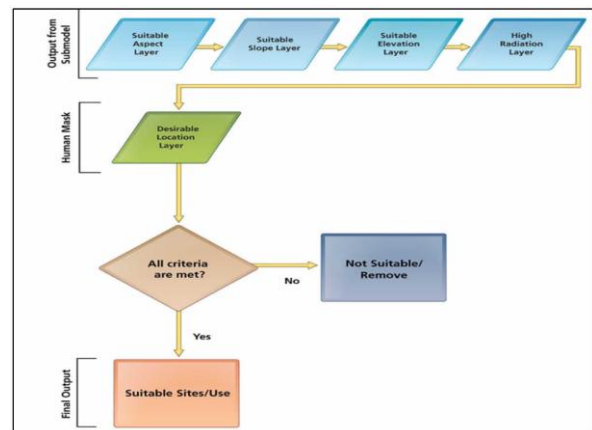 Output from
Submodel
Suitable
Aspect
Layer
Suitable
Slope Layer
Suitable
Elevation
Layer
High
Radiation
Layer
Human Mask
Desirable
Location
Layer
All criteria
are met?
No
Not Suitable/
Remove
Yes
Final Output
Suitable Sites/Use